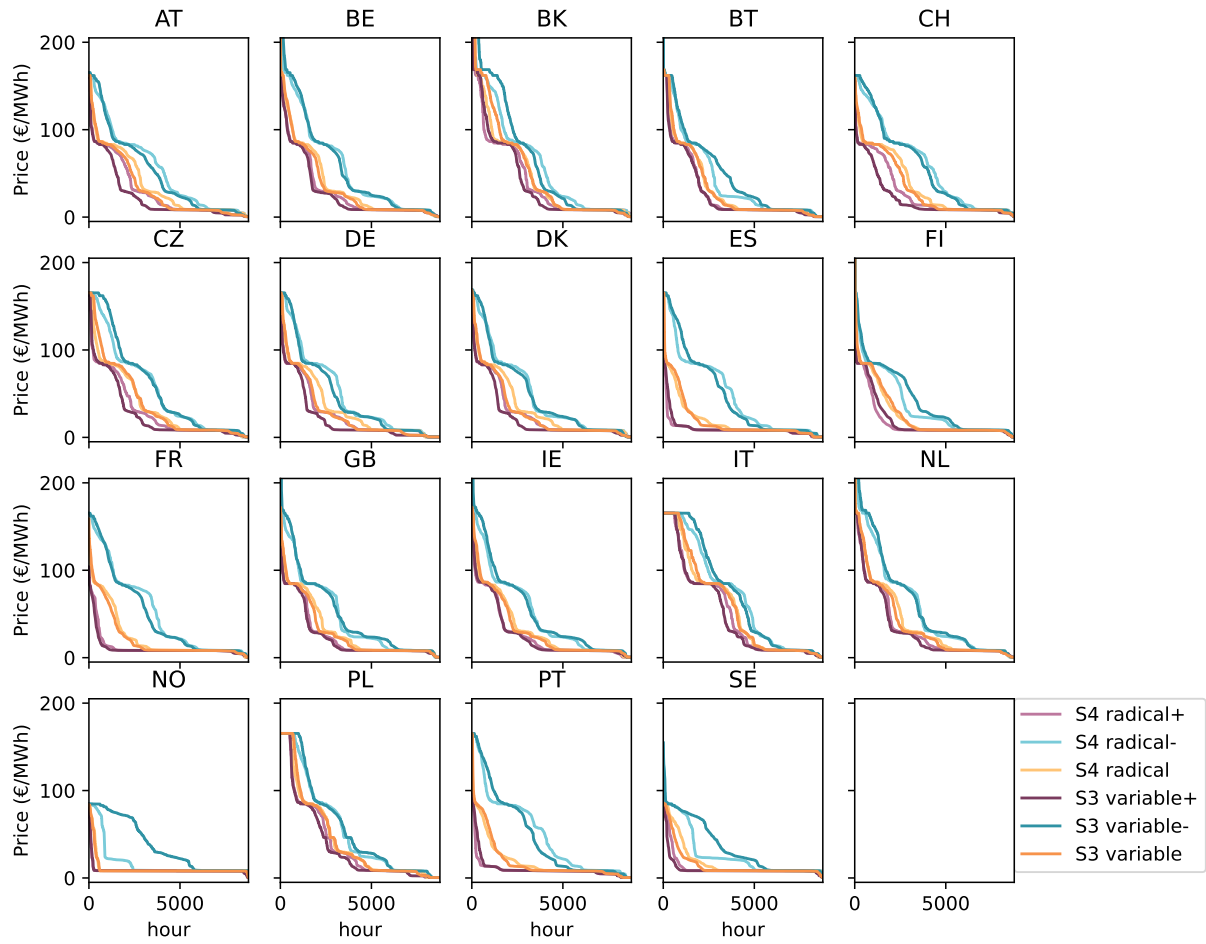 AT BE BK BT CH
200
100
0
Price (€/MWh)
CZ DE DK ES FI
200
100
0
Price (€/MWh)
FR GB IE IT NL
200
100
0
Price (€/MWh)
NO PL PT SE
200
100
0
Price (€/MWh)
0 5000 0 5000 0 5000 0 5000 0 5000
hour hour hour hour hour
S4 radical+
S4 radical-
S4 radical
S3 variable+
S3 variable-
S3 variable